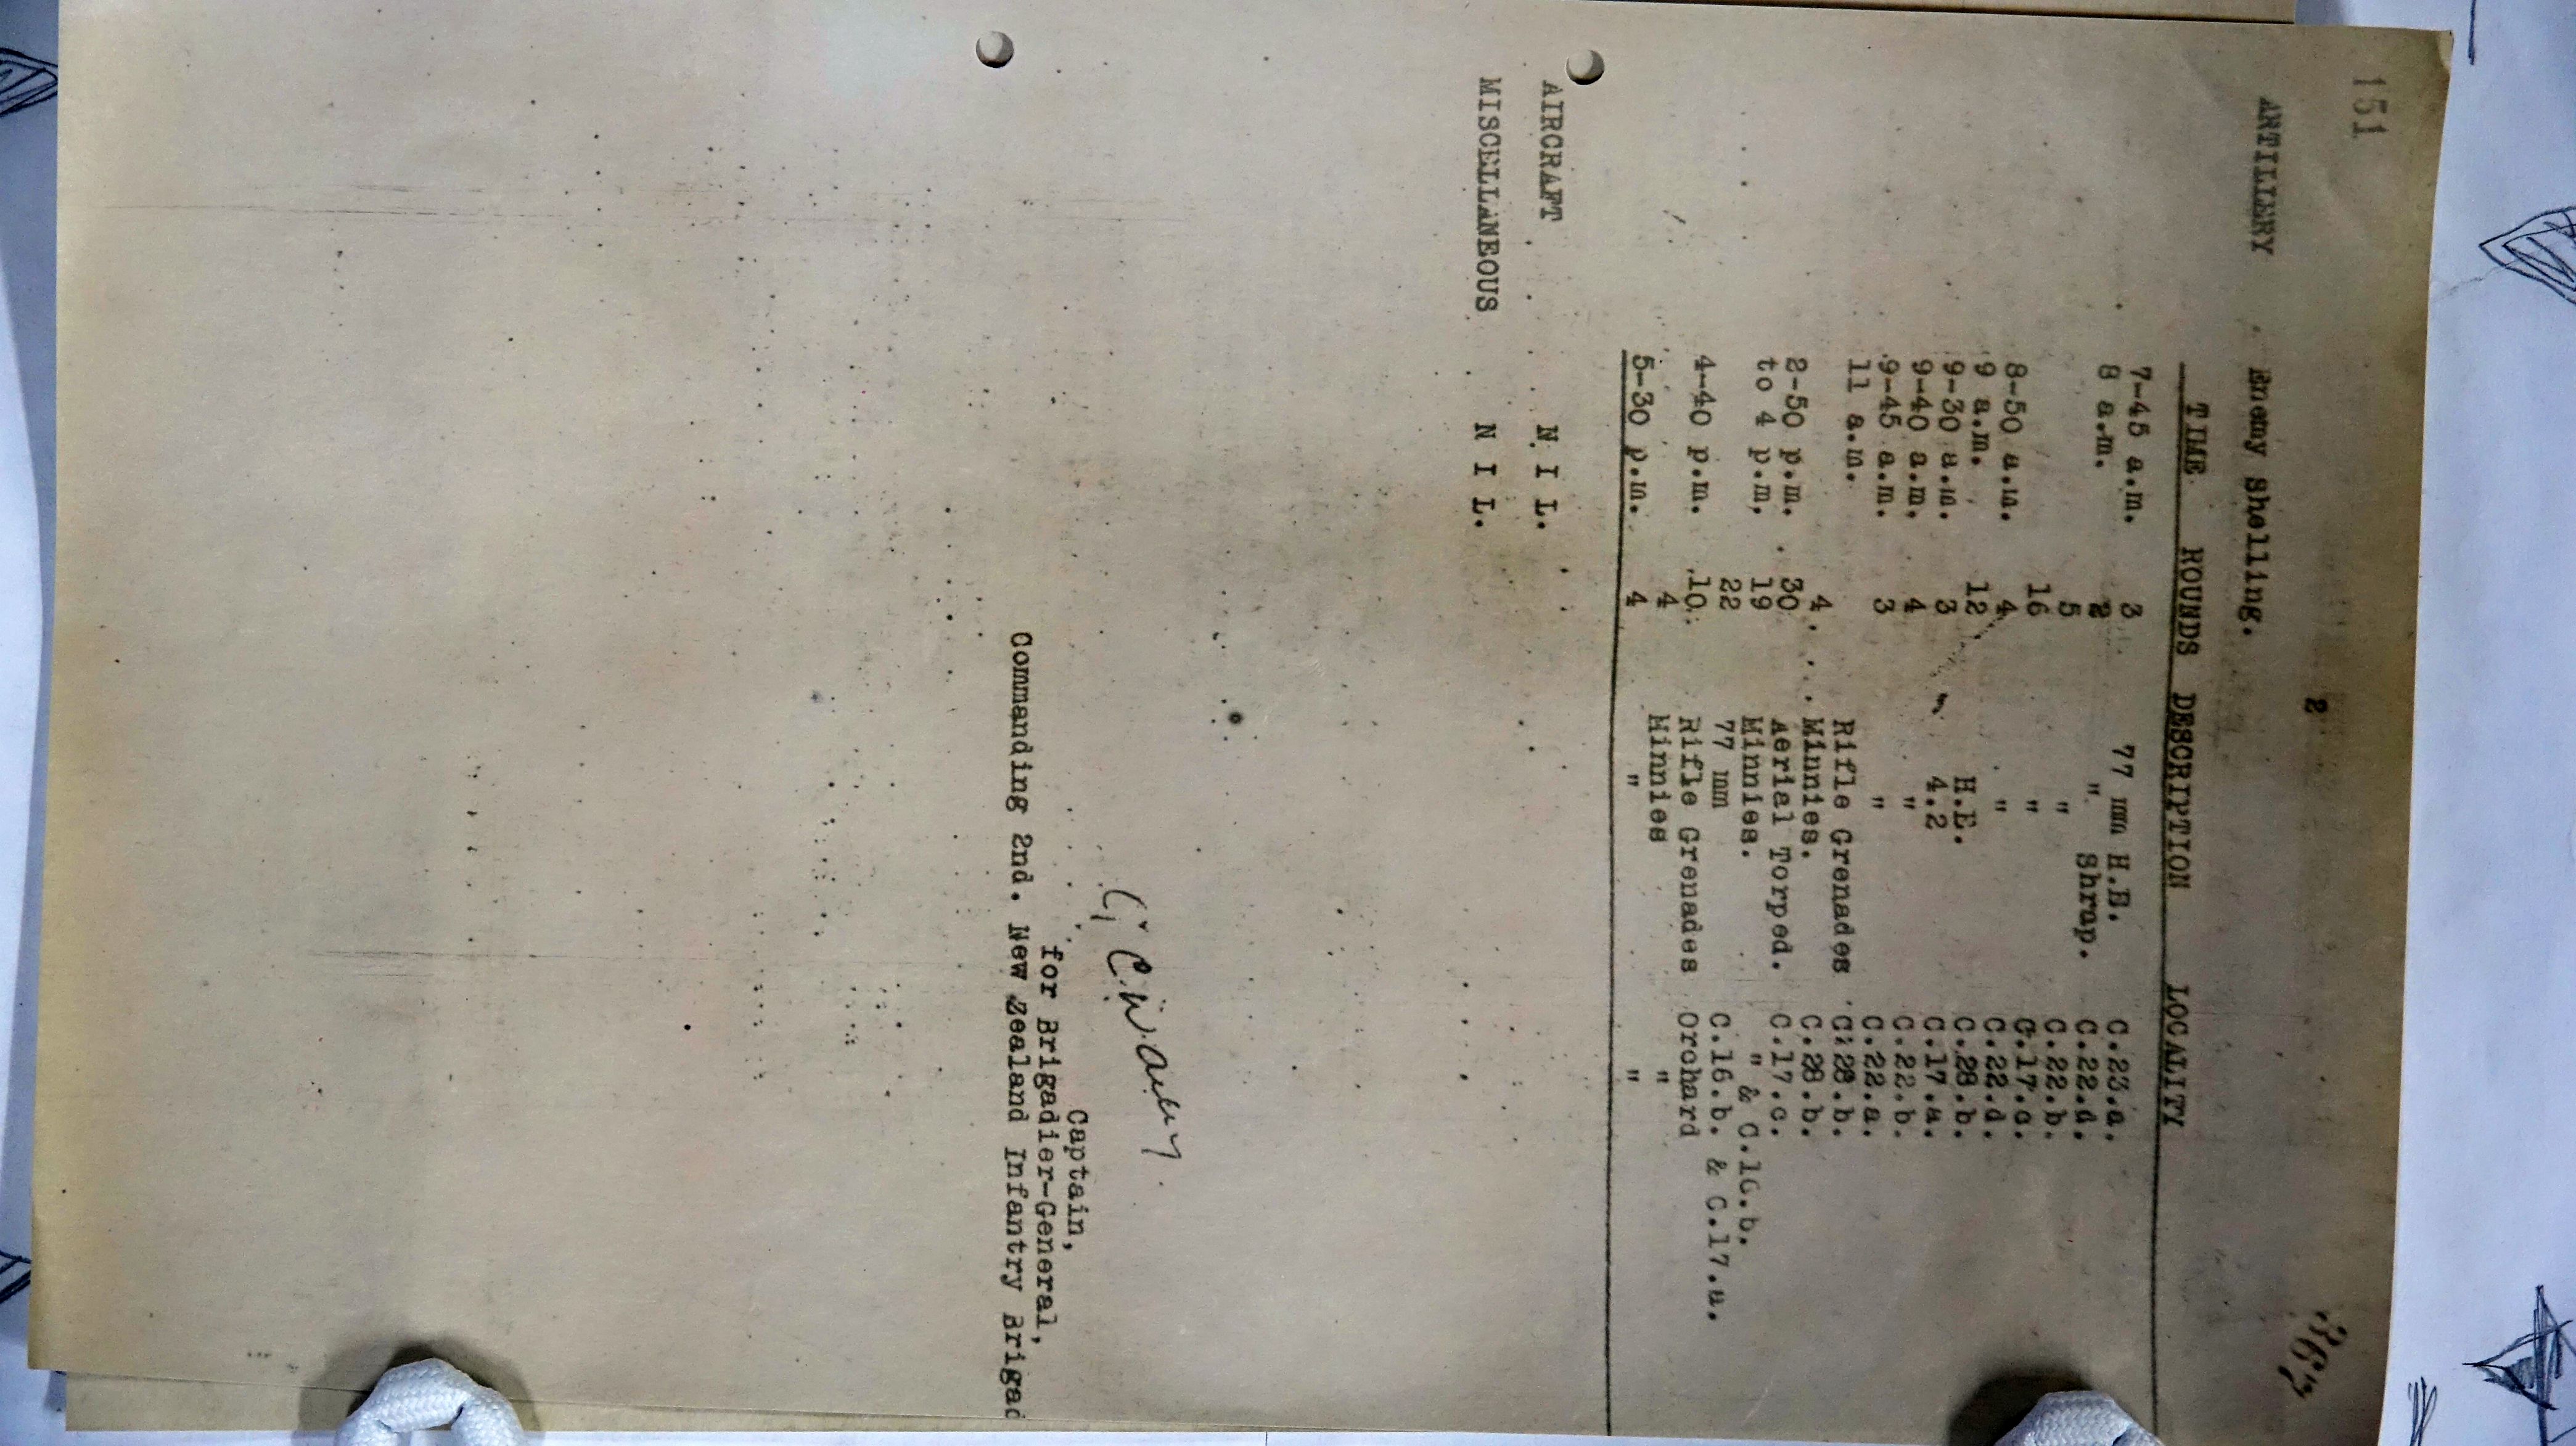 151
362
2
ARTILLERY Enemy Shelling.
TIME ROUNDS DESCRIPTION LOCALITY
7-45 a.m. 3 77 mm H.E. C.23.a.
8 a.m. 2 " Shrap. C.22.d.
5 " C.22.b.
16 " C.17.c.
8-50 a.m. 4 " C.22.d.
9 a.m. 12 H.E. C.28.b.
9-30 a.m. 3 4.2 C.17.a.
9-40 a.m. 4 " C.22.b.
9-45 a.m. 3 " C.22.a.
11 a.m. Rifle Grenades C.28.b.
4 Minnies. C.28.b.
2-50 p.m. 30 Aerial Torped. C.17.c.
to 4 p.m. 19 Minnies. " & C.16.b.
22 77 mm C.16.b. & C.17.a.
4-40 p.m. 10 Rifle Grenades Orchard
4 Minnies "
5-30 p.m. 4 " "
AIRCRAFT N I L.
MISCELLANEOUS N I L.
Captain,
for Brigadier-General,
Commanding 2nd. New Zealand Infantry Brigad